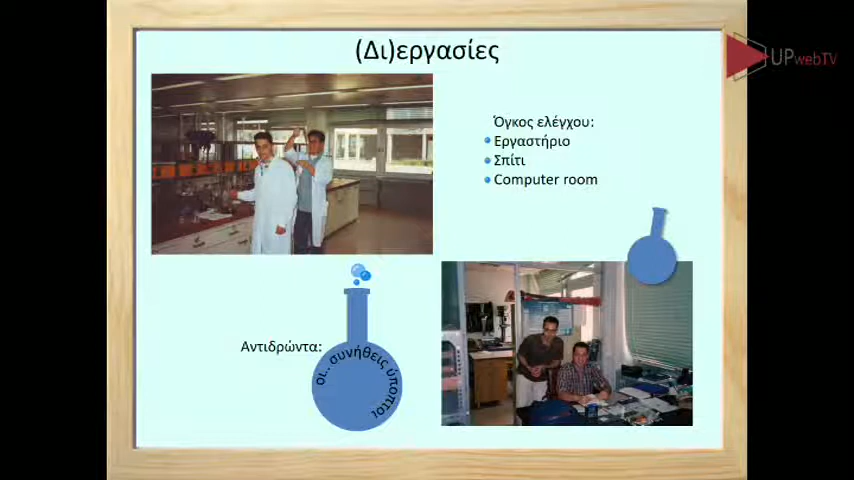 (Δι)εργασίες
UPwebTV
Όγκος ελέγχου:
Εργαστήριο
Σπίτι
Computer room
Αντιδρώντα:
οι.. συνήθεις ύποπτοι